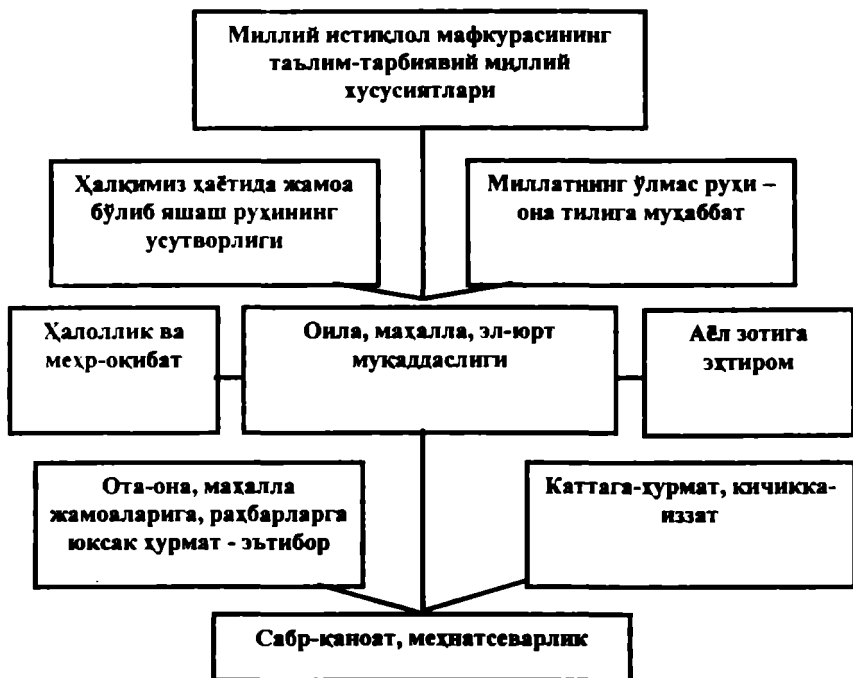 Миллий истиқлол мафкурасининг
таълим-тарбиявий миллий
хусусиятлари
Ҳалқимиз ҳаётида жамоа
бўлиб яшаш руҳининг
усутворлиги
Миллатнинг ўлмас руҳи –
она тилига муҳаббат
Ҳалоллик ва
меҳр-оқибат
Оила, маҳалла, эл-юрт
муқаддаслиги
Аёл зотига
эҳтиром
Ота-она, маҳалла
жамоаларига, раҳбарларга
юксак ҳурмат - эътибор
Каттага-ҳурмат, кичикка-
иззат
Сабр-қаноат, меҳнатсеварлик